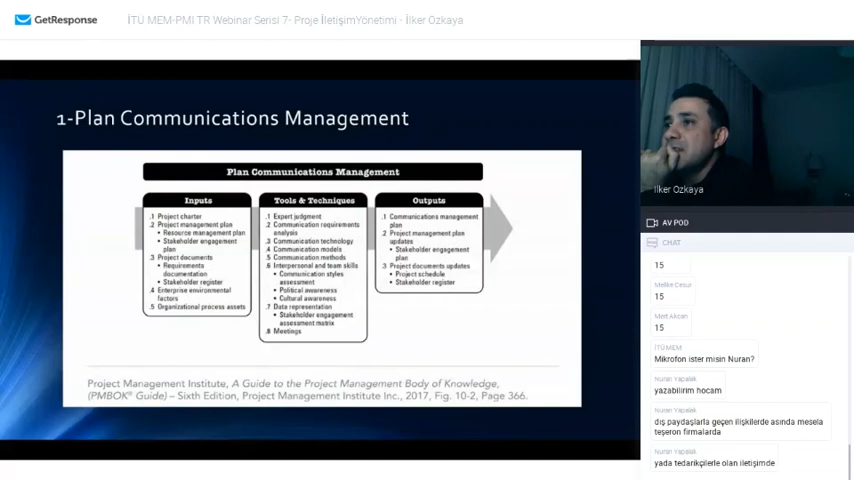 GetResponse
İTÜ MEM-PMI TR Webinar Serisi 7- Proje İletişimYönetimi - İlker Ozkaya
1-Plan Communications Management
Plan Communications Management
Inputs
.1 Project charter
.2 Project management plan
• Resource management plan
• Stakeholder engagement
plan
.3 Project documents
• Requirements
documentation
• Stakeholder register
.4 Enterprise environmental
factors
.5 Organizational process assets
Tools & Techniques
.1 Expert judgment
.2 Communication requirements
analysis
.3 Communication technology
.4 Communication models
.5 Communication methods
.6 Interpersonal and team skills
• Communication styles
assessment
• Political awareness
• Cultural awareness
.7 Data representation
• Stakeholder engagement
assessment matrix
.8 Meetings
Outputs
.1 Communications management
plan
.2 Project management plan
updates
• Stakeholder engagement
plan
.3 Project documents updates
• Project schedule
• Stakeholder register
Project Management Institute, A Guide to the Project Management Body of Knowledge,
(PMBOK® Guide) – Sixth Edition, Project Management Institute Inc., 2017, Fig. 10-2, Page 366.
Ilker Ozkaya
AV POD
CHAT
15
Melike Cesur
15
Med Akcan
15
İTÜ MEM
Mikrofon ister misin Nuran?
Nuran Yapalak
yazabilirim hocam
Nuran Yapalak
dış paydaşlarla geçen ilişkilerde asında mesela
teşeron firmalarda
Nuran Yapalak
yada tedarikçilerle olan iletişimde